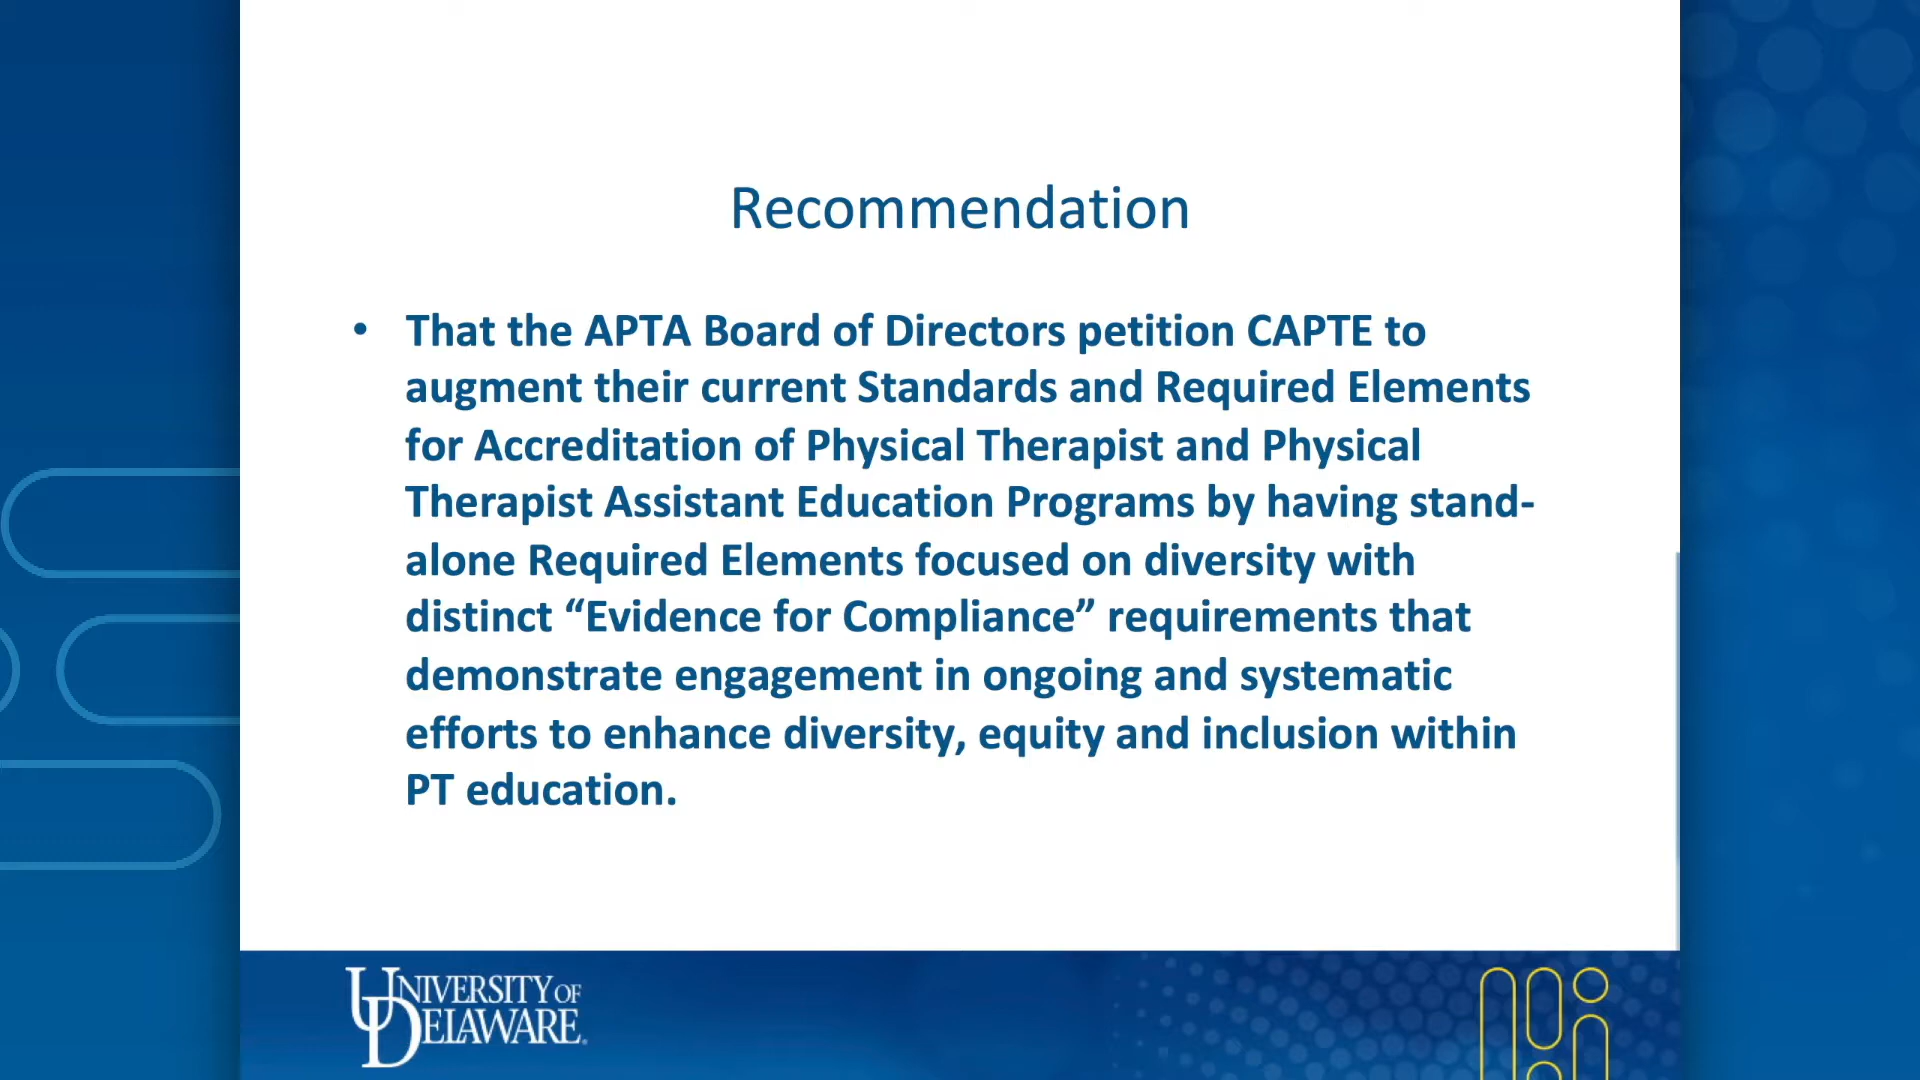 Recommendation
• That the APTA Board of Directors petition CAPTE to
augment their current Standards and Required Elements
for Accreditation of Physical Therapist and Physical
Therapist Assistant Education Programs by having stand-
alone Required Elements focused on diversity with
distinct “Evidence for Compliance” requirements that
demonstrate engagement in ongoing and systematic
efforts to enhance diversity, equity and inclusion within
PT education.
UNIVERSITY OF
DELAWARE